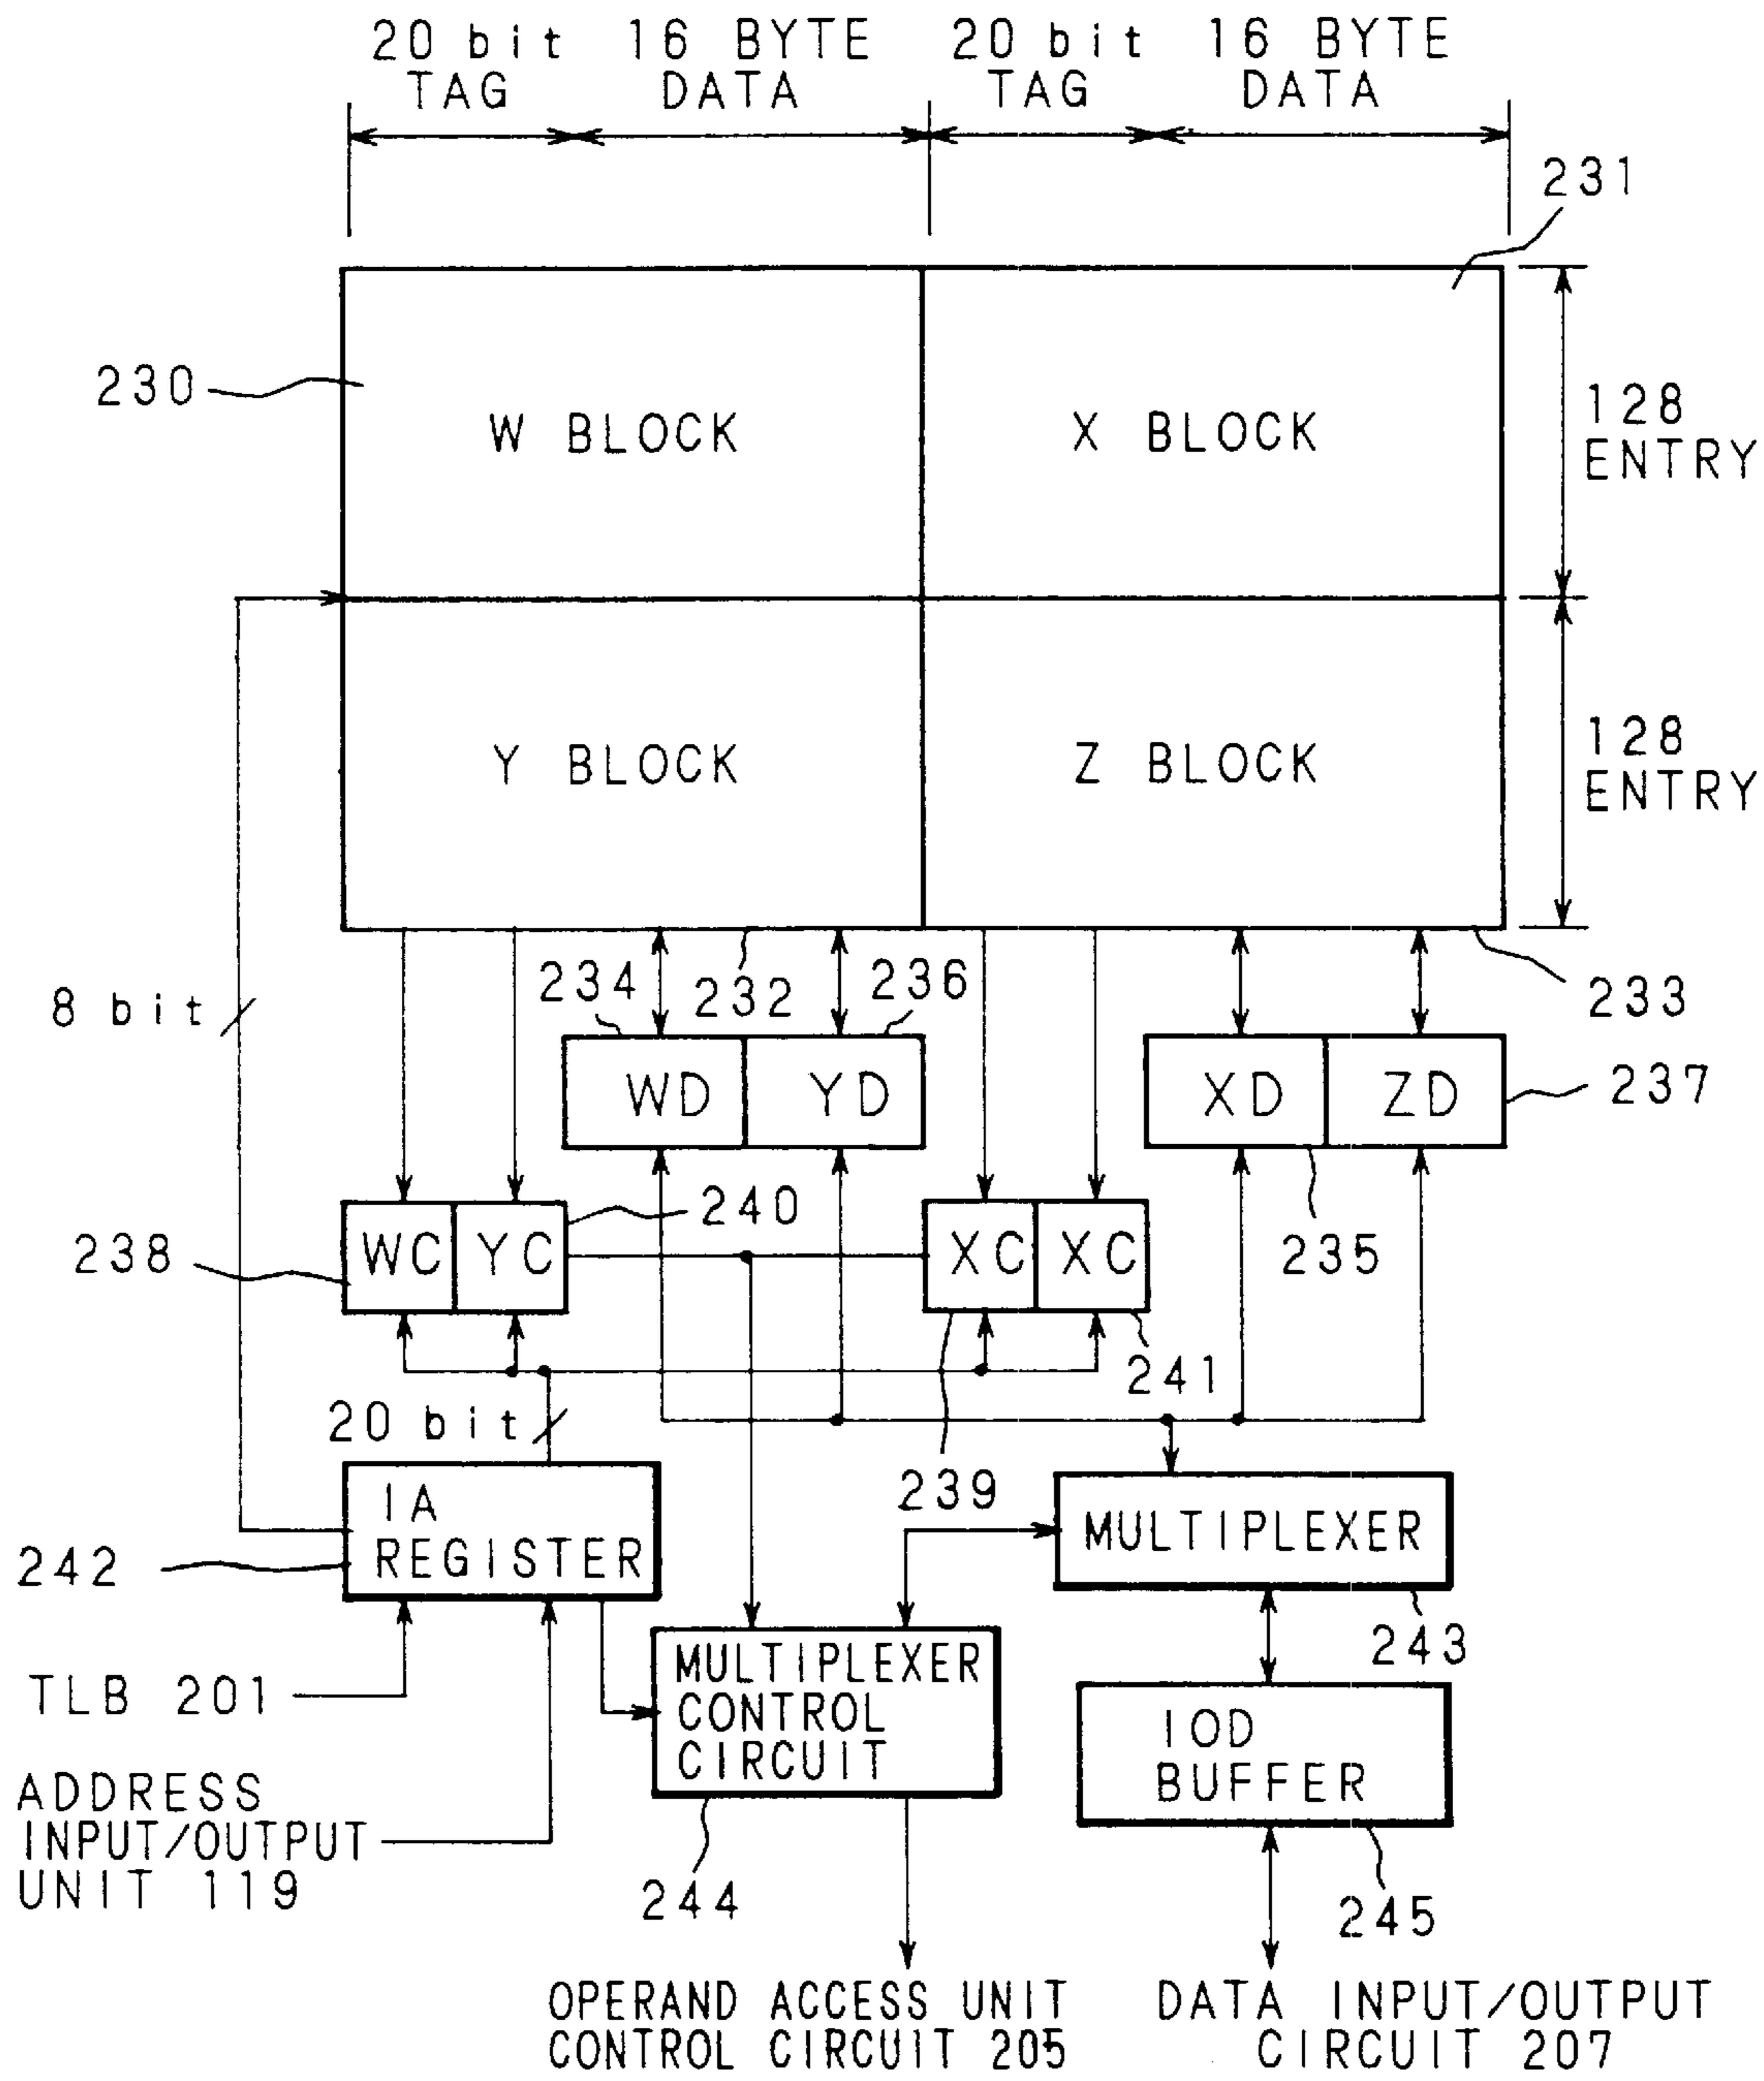 20 bit 16 BYTE 20 bit 16 BYTE
TAG DATA TAG DATA
231
230
W BLOCK X BLOCK
128
ENTRY
Y BLOCK Z BLOCK
128
ENTRY
8 bit
234 232 236
233
WD YD XD ZD
237
240
238
WC YC XC XC
235
241
20 bit
239
IA
REGISTER
242
MULTIPLEXER
243
TLB 201
MULTIPLEXER
CONTROL
CIRCUIT
IOD
BUFFER
ADDRESS
INPUT/OUTPUT
UNIT 119
244
245
OPERAND ACCESS UNIT
CONTROL CIRCUIT 205
DATA INPUT/OUTPUT
CIRCUIT 207